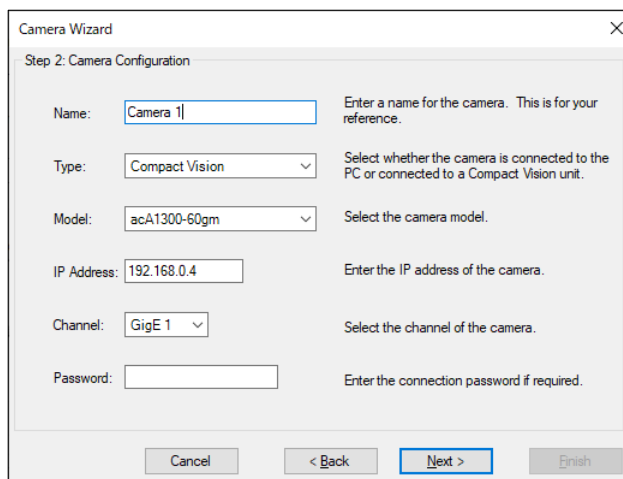 Camera Wizard
Step 2: Camera Configuration
Name: Camera 1 Enter a name for the camera. This is for your
reference.
Type: Compact Vision Select whether the camera is connected to the
PC or connected to a Compact Vision unit.
Model: acA1300-60gm Select the camera model.
IP Address: 192.168.0.4 Enter the IP address of the camera.
Channel: GigE 1 Select the channel of the camera.
Password: Enter the connection password if required.
Cancel < Back Next > Finish